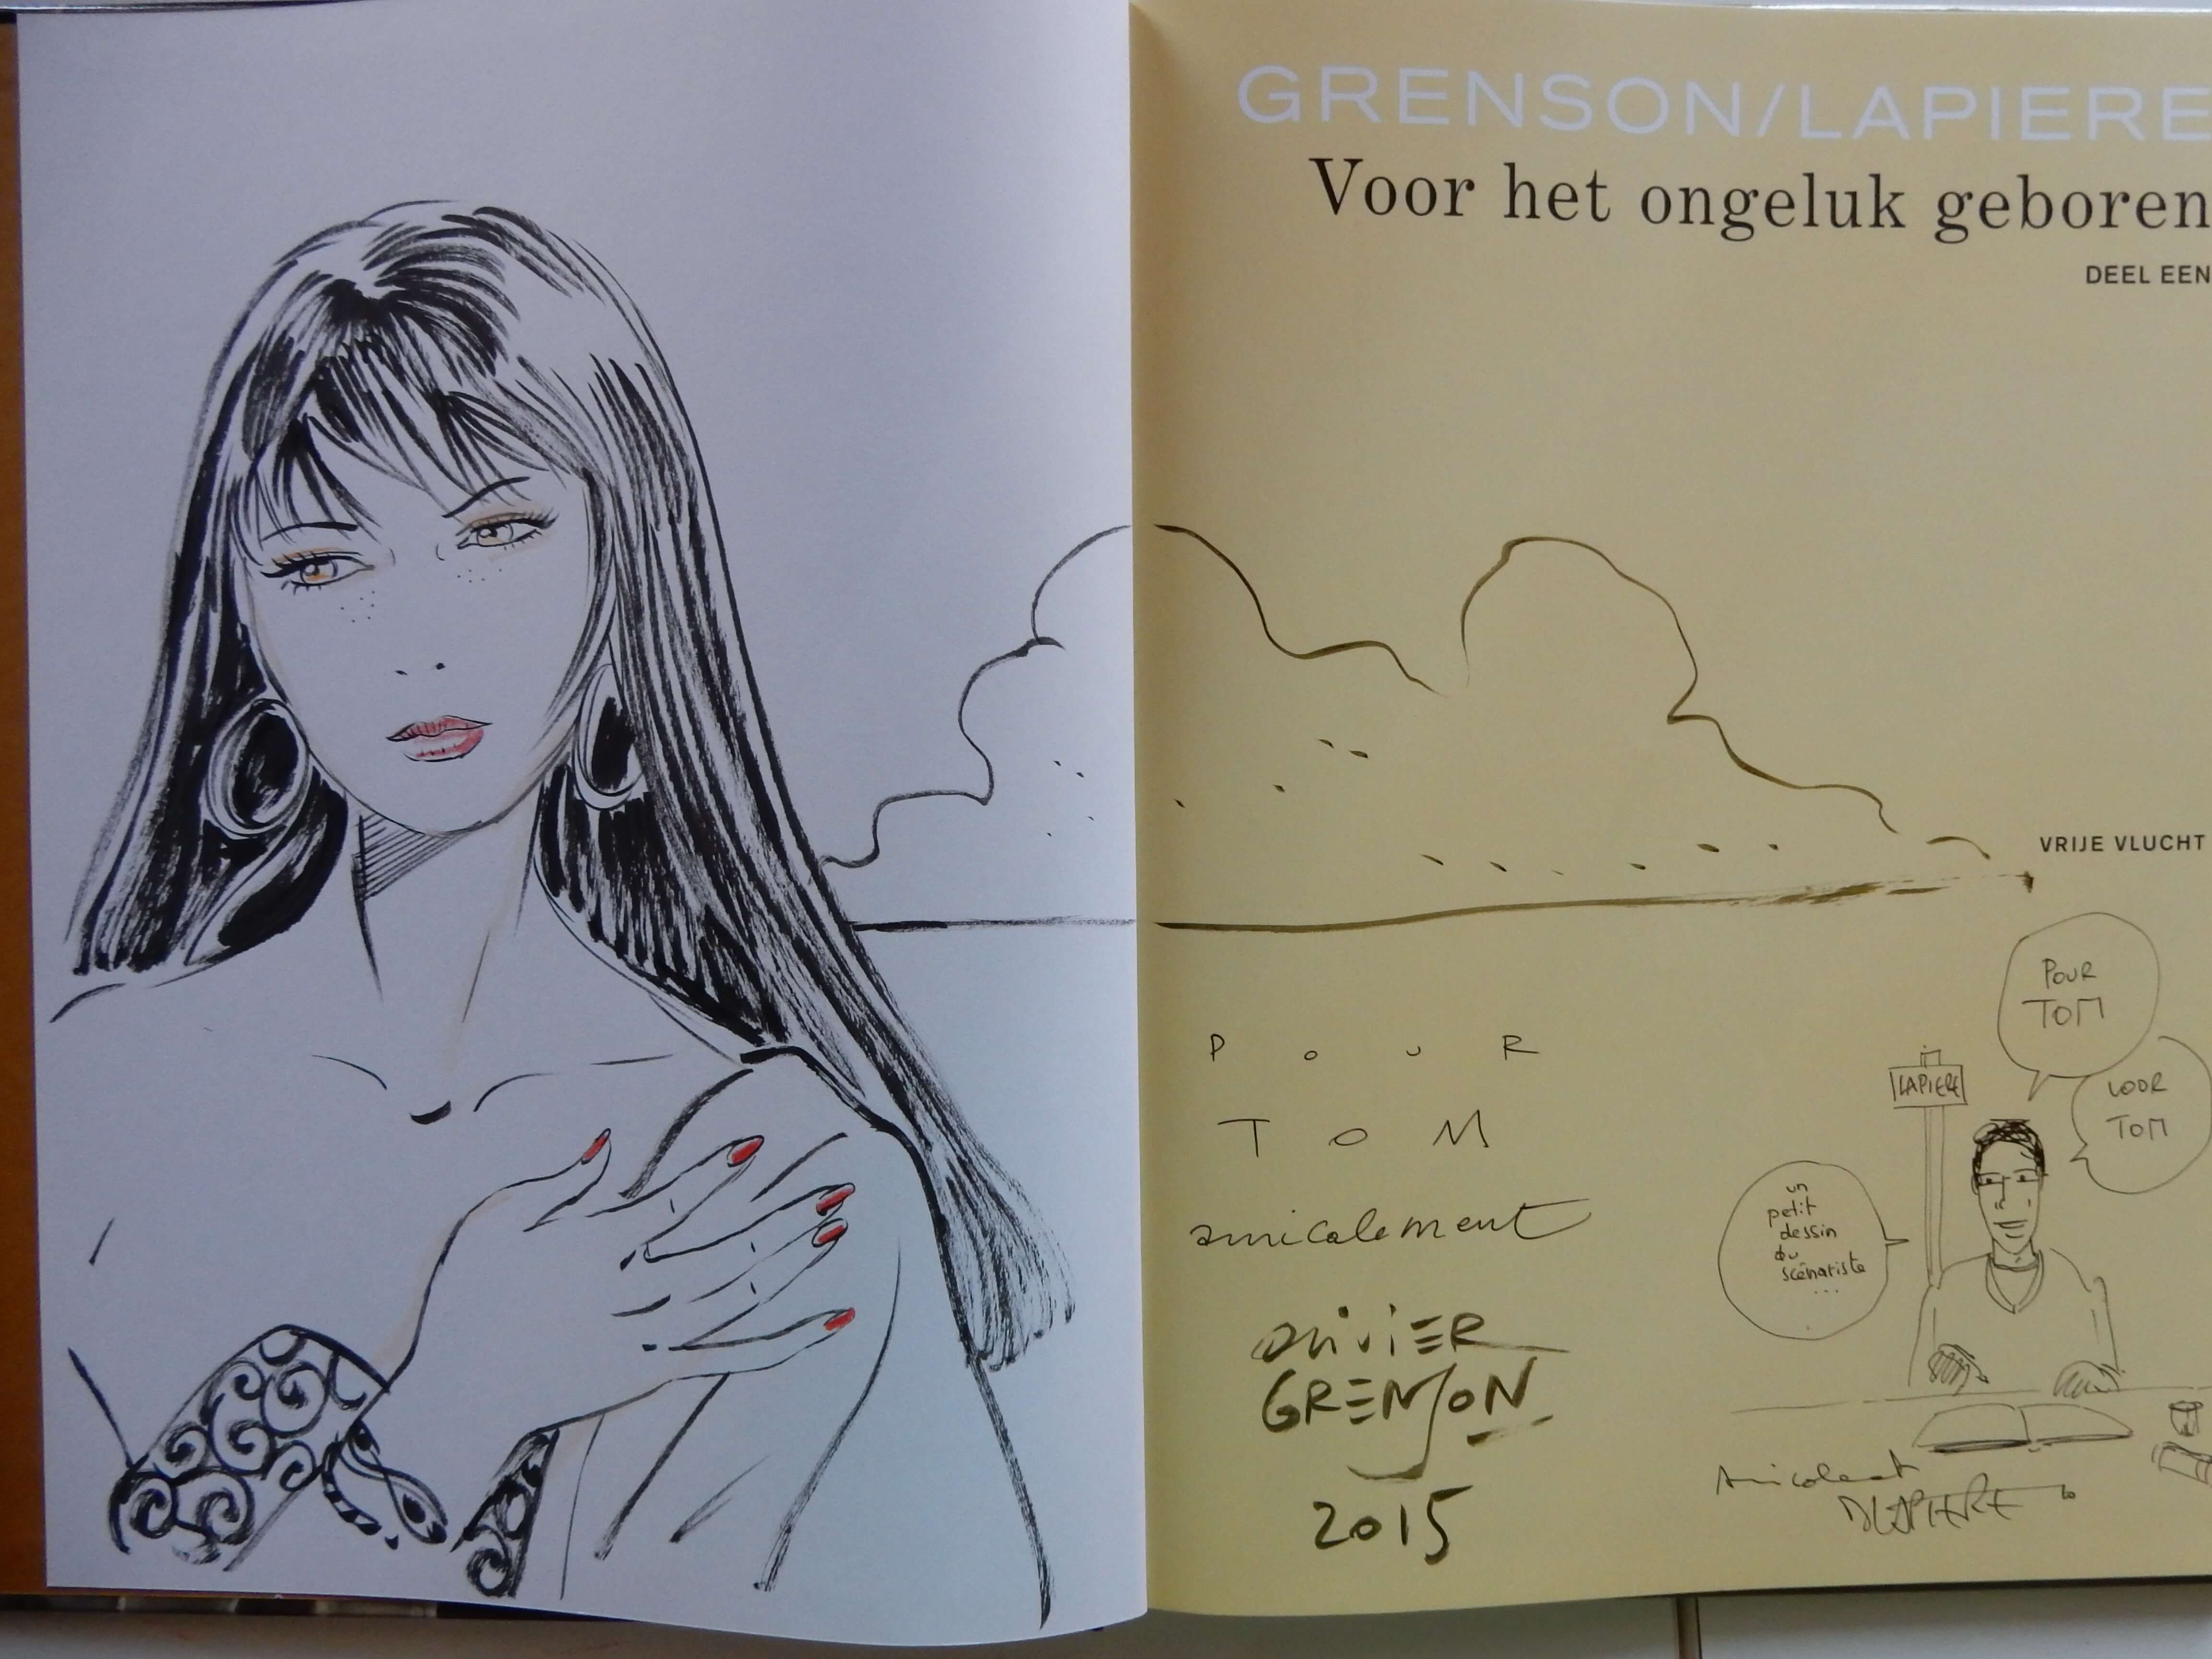 GRENSON/LAPIERE
Voor het ongeluk geboren
DEEL EEN
VRIJE VLUCHT
POUR
TOM
amicalement
OLIVIER
GRENSON
2015
POUR
TOM
VOOR
TOM
LAPIERE
un
petit
dessin
du
scénariste
...
Amicalement
D LAPIERE